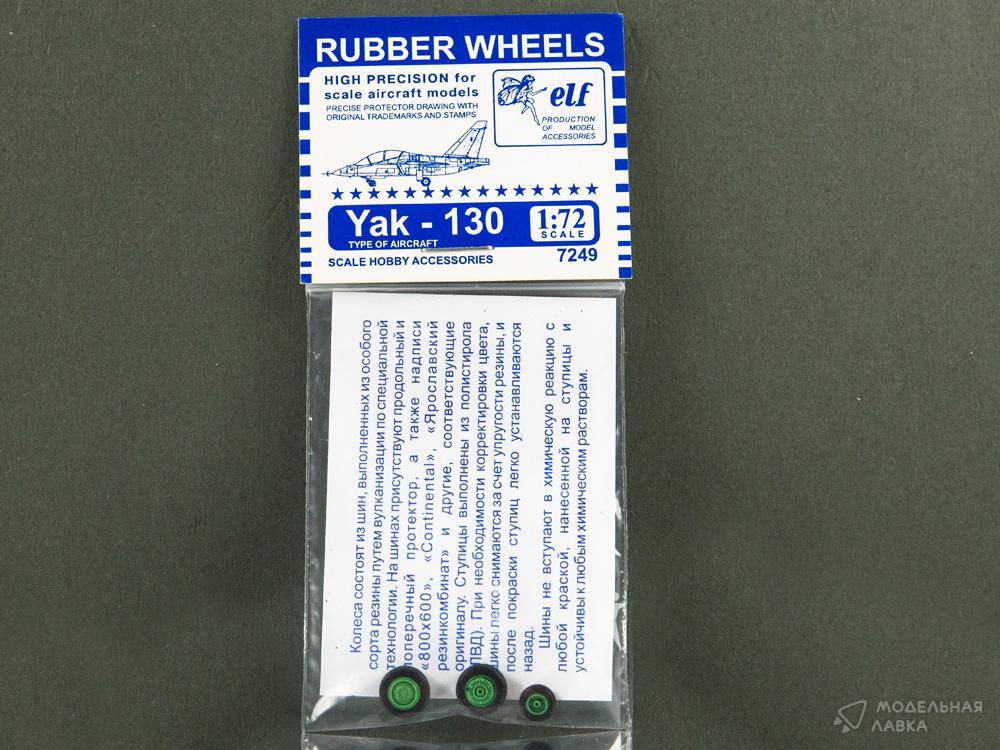 RUBBER WHEELS
HIGH PRECISION for
scale aircraft models
PRECISE PROTECTOR DRAWING WITH
ORIGINAL TRADEMARKS AND STAMPS
elf
PRODUCTION
OF MODEL
ACCESSORIES
Yak - 130
TYPE OF AIRCRAFT
1:72
SCALE
SCALE HOBBY ACCESSORIES
7249
Колеса состоят из шин, выполненных из особого
сорта резины путем вулканизации по специальной
технологии. На шинах присутствуют продольный и
поперечный протектор, а также надписи
«800x600», «Continental», «Ярославский
резинкомбинат» и другие, соответствующие
оригиналу. Ступицы выполнены из полистирола
ПВД). При необходимости корректировки цвета,
шины легко снимаются за счет упругости резины, и
после покраски ступиц легко устанавливаются
назад.
Шины не вступают в химическую реакцию с
любой краской, нанесенной на ступицы и
устойчивы к любым химическим растворам.
МОДЕЛЬНАЯ
ЛАВКА